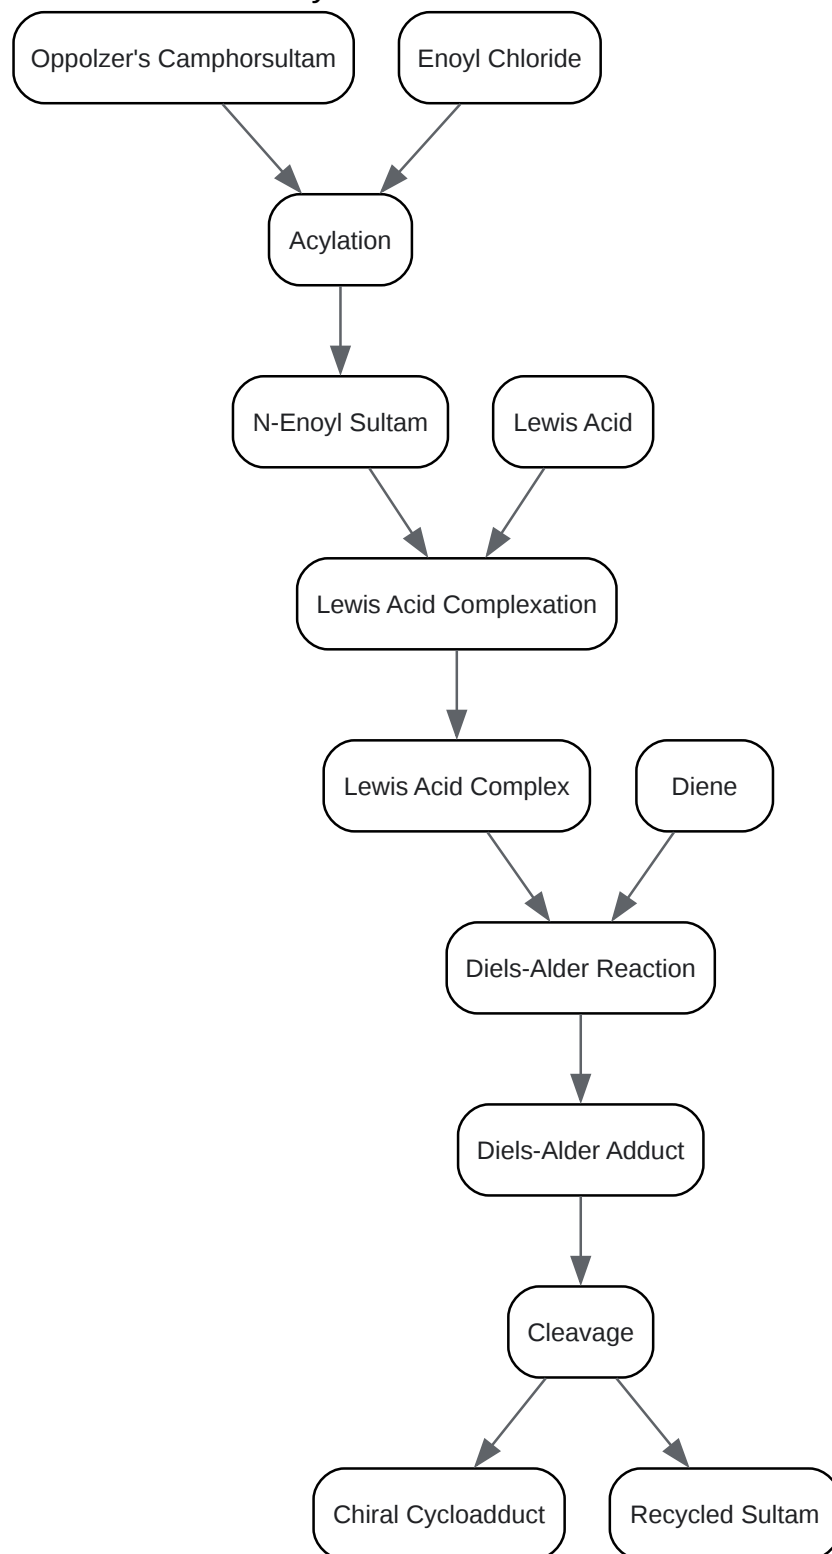 Oppolzer's Camphorsultam
Enoyl Chloride
Acylation
N-Enoyl Sultam
Lewis Acid
Lewis Acid Complexation
Lewis Acid Complex
Diene
Diels-Alder Reaction
Diels-Alder Adduct
Cleavage
Chiral Cycloadduct
Recycled Sultam